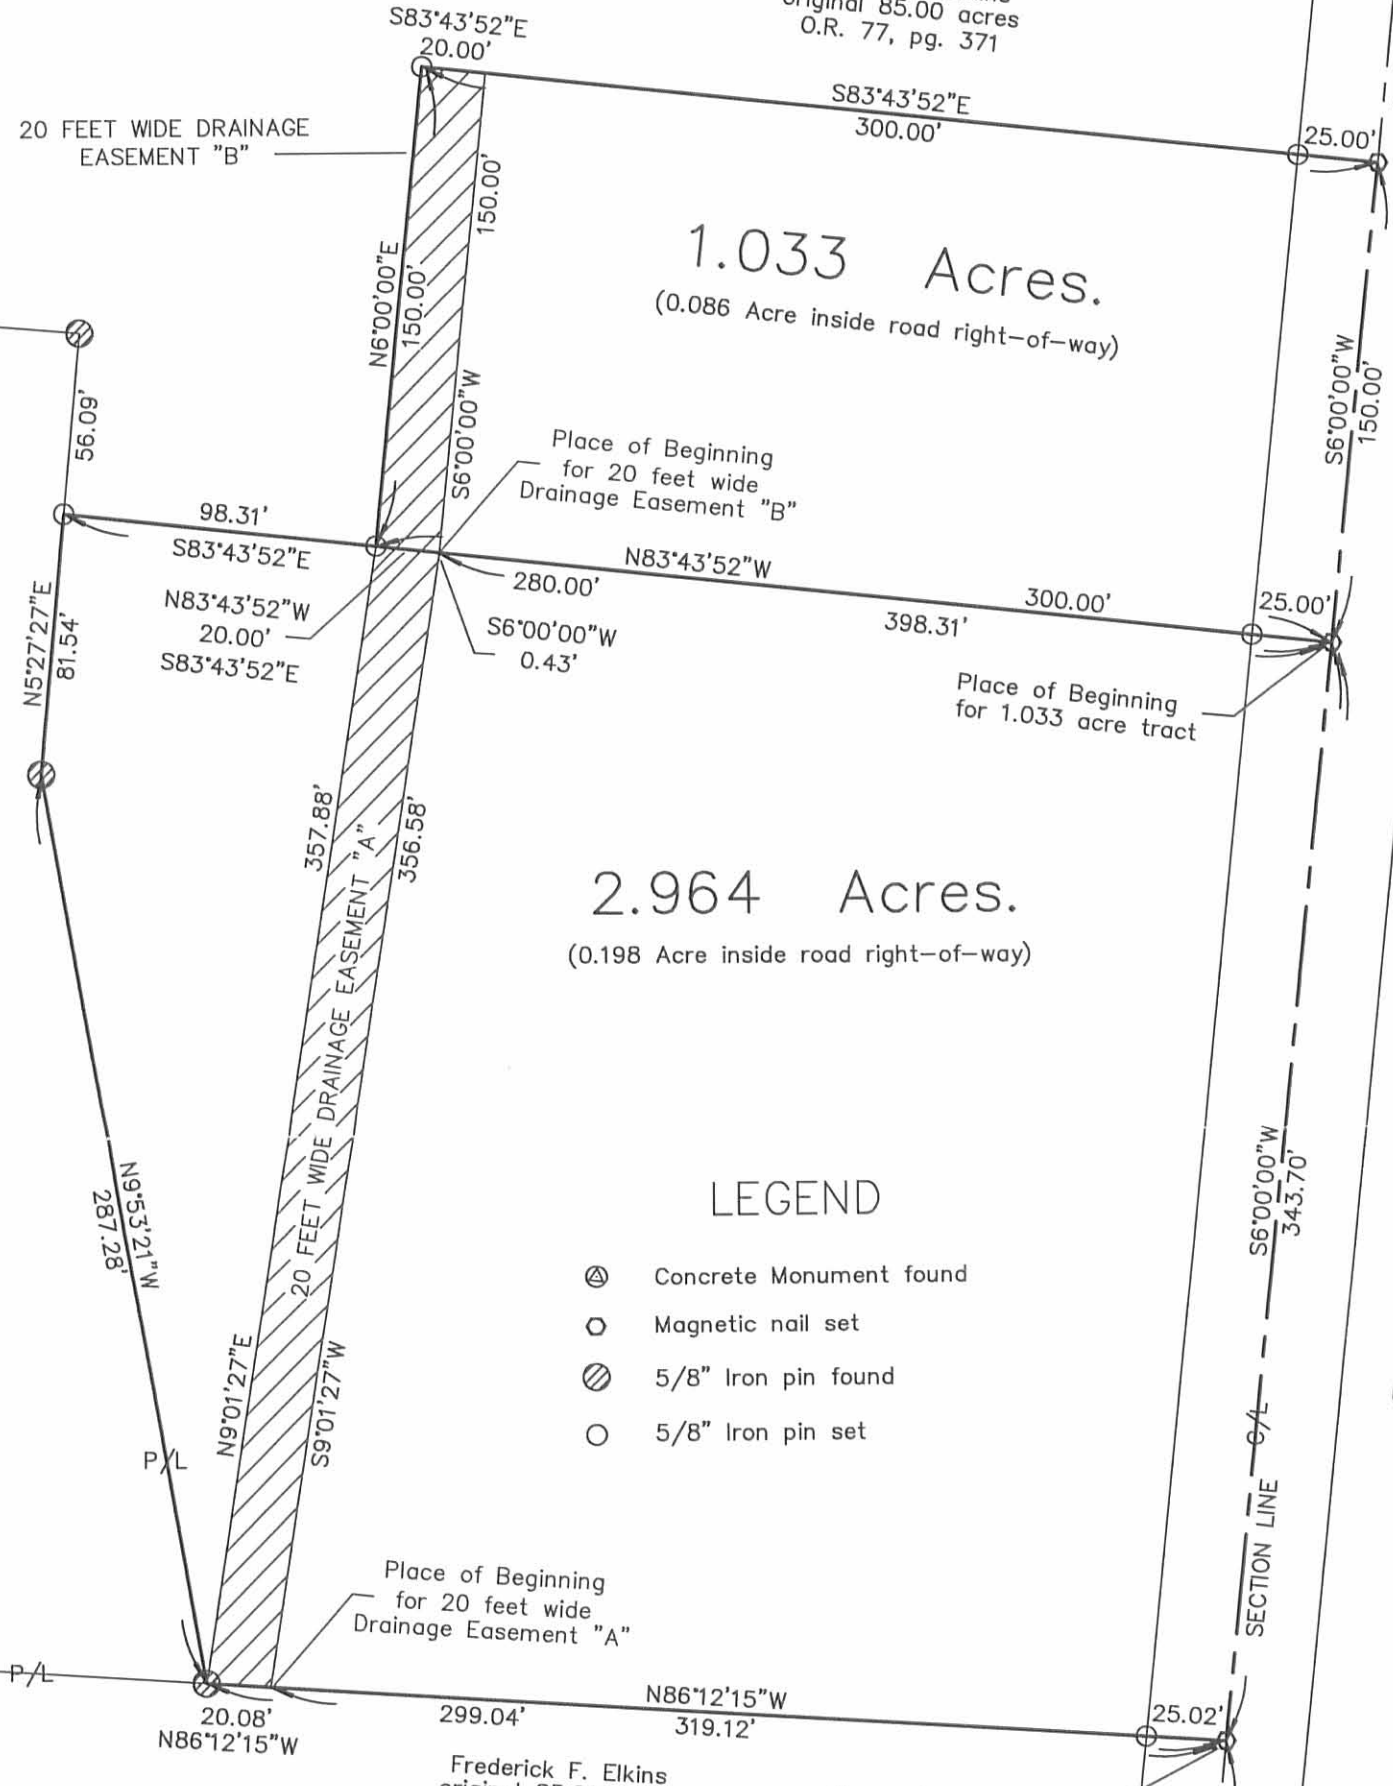 original 85.00 acres
O.R. 77, pg. 371
S83°43'52"E
20.00'
S83°43'52"E
300.00'
25.00'
20 FEET WIDE DRAINAGE
EASEMENT "B"
150.00'
N6°00'00"E
150.00'
1.033 Acres.
(0.086 Acre inside road right-of-way)
S6°00'00"W
150.00'
56.09'
S6°00'00"W
Place of Beginning
for 20 feet wide
Drainage Easement "B"
98.31'
S83°43'52"E
N83°43'52"W
280.00'
300.00'
398.31'
25.00'
N83°43'52"W
20.00'
S83°43'52"E
S6°00'00"W
0.43'
N5°27'27"E
81.54'
Place of Beginning
for 1.033 acre tract
357.88'
356.58'
20 FEET WIDE DRAINAGE EASEMENT "A"
2.964 Acres.
(0.198 Acre inside road right-of-way)
N9°53'21"W
287.28'
S6°00'00"W
343.70'
LEGEND
Concrete Monument found
Magnetic nail set
5/8" Iron pin found
5/8" Iron pin set
N9°01'27"E
S9°01'27"W
P/L
C/L
SECTION LINE
Place of Beginning
for 20 feet wide
Drainage Easement "A"
P/L
20.08'
N86°12'15"W
299.04'
N86°12'15"W
319.12'
25.02'
Frederick F. Elkins